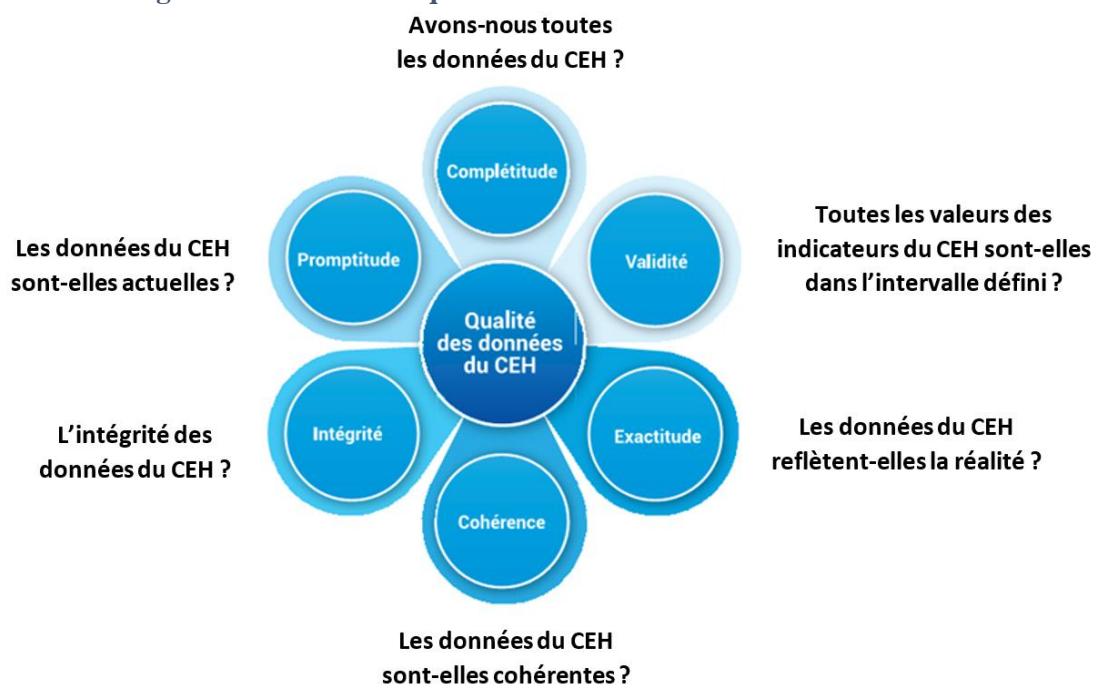 Avons-nous toutes
les données du CEH ?
Complétitude
Promptitude
Validité
Les données du CEH
sont-elles actuelles ?
Toutes les valeurs des
indicateurs du CEH sont-elles
dans l’intervalle défini ?
Qualité
des données
du CEH
Intégrité
Exactitude
L’intégrité des
données du CEH ?
Les données du CEH
reflètent-elles la réalité ?
Cohérence
Les données du CEH
sont-elles cohérentes ?